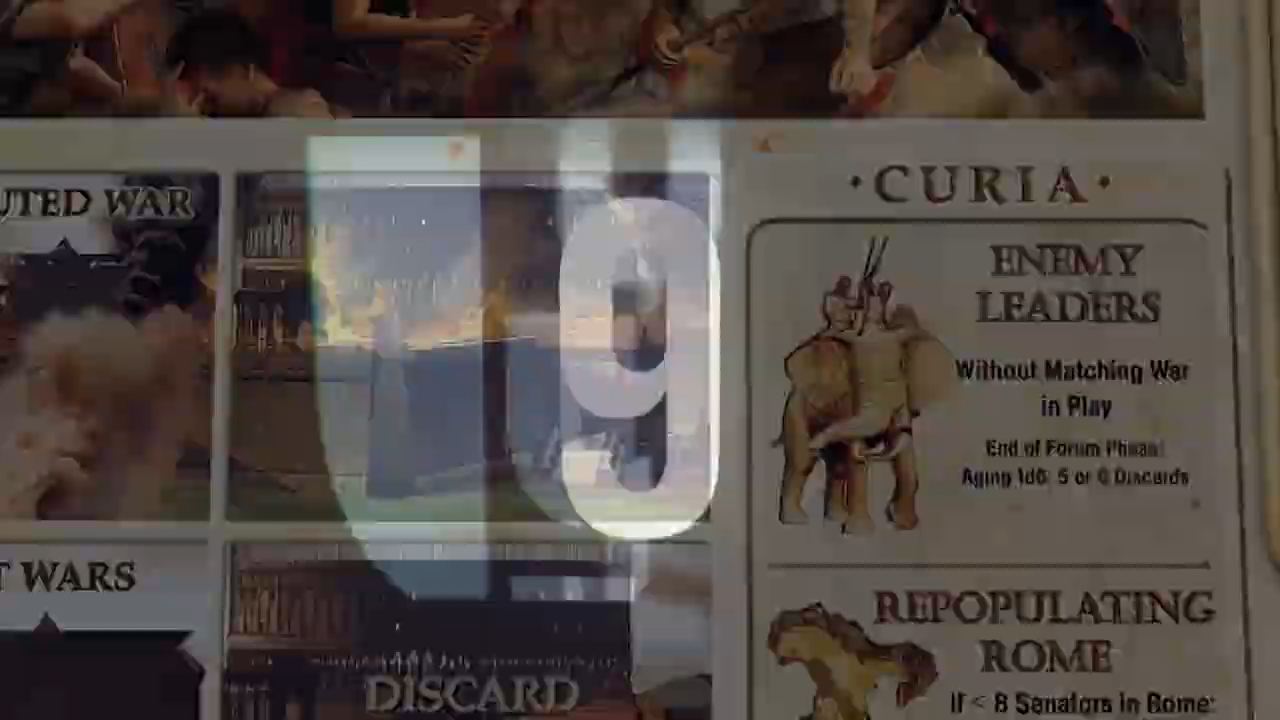 UTED WAR
9
· CURIA ·
ENEMY
LEADERS
Without Matching War
in Play
End of Forum Phase:
Aging 1d6: 5 or 6 Discards
T WARS
DISCARD
REPOPULATING
ROME
If < 8 Senators in Rome: